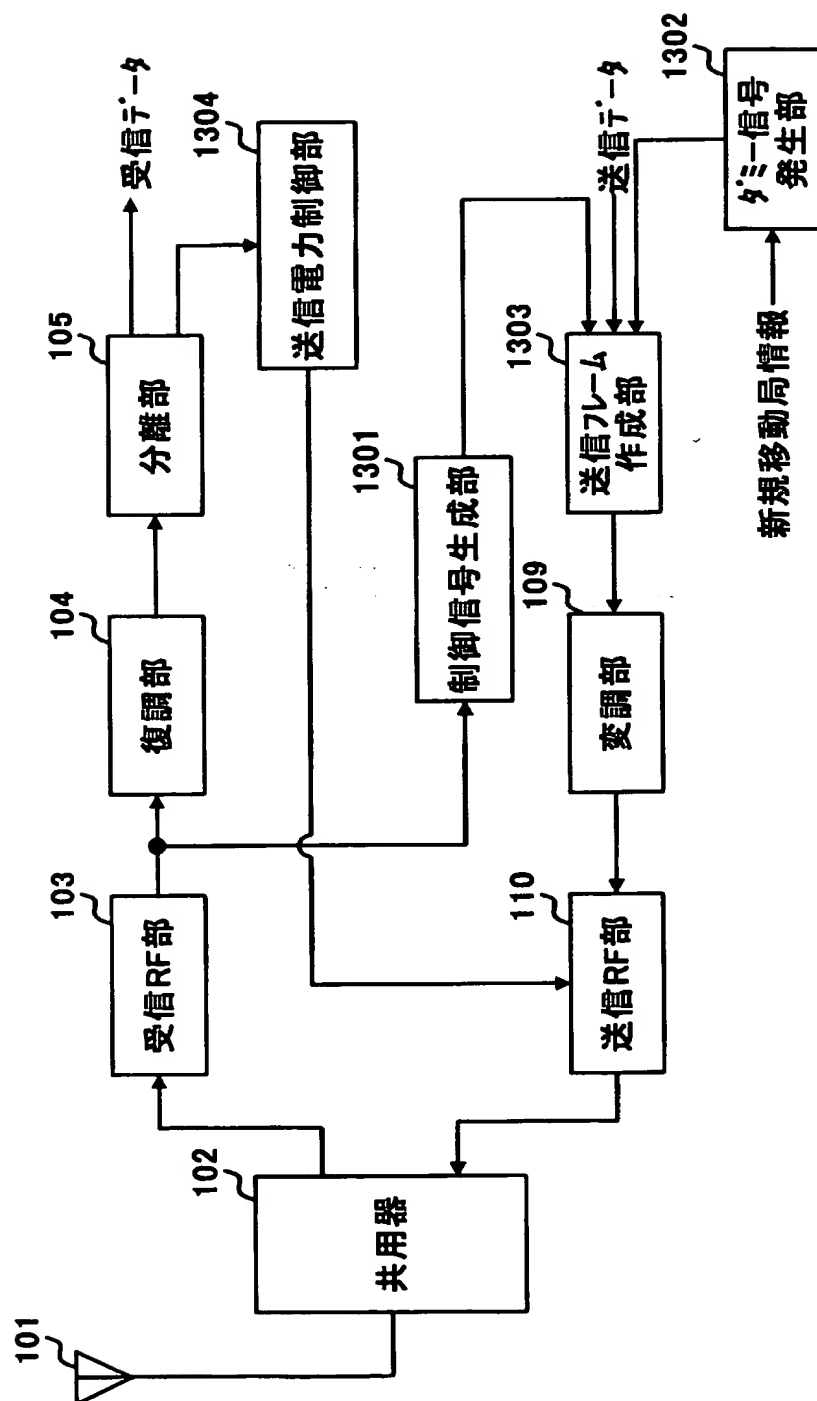 101
102
共用器
103
受信RF部
104
復調部
105
分離部
受信データ
1304
送信電力制御部
1301
制御信号生成部
110
送信RF部
109
変調部
1303
送信フレーム
作成部
送信データ
1302
ダミー信号
発生部
新規移動局情報